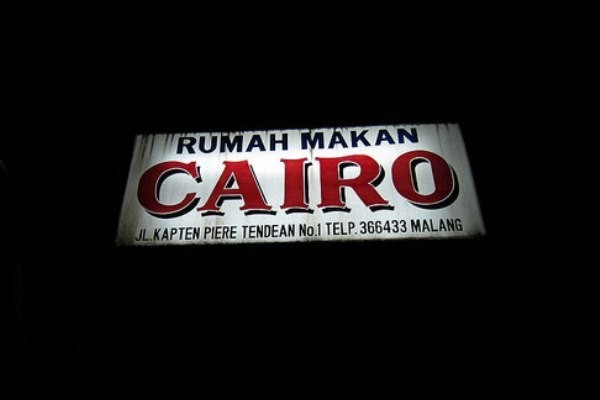 RUMAH MAKAN
CAIRO
JL.KAPTEN PIERE TENDEAN No.1 TELP. 366433 MALANG